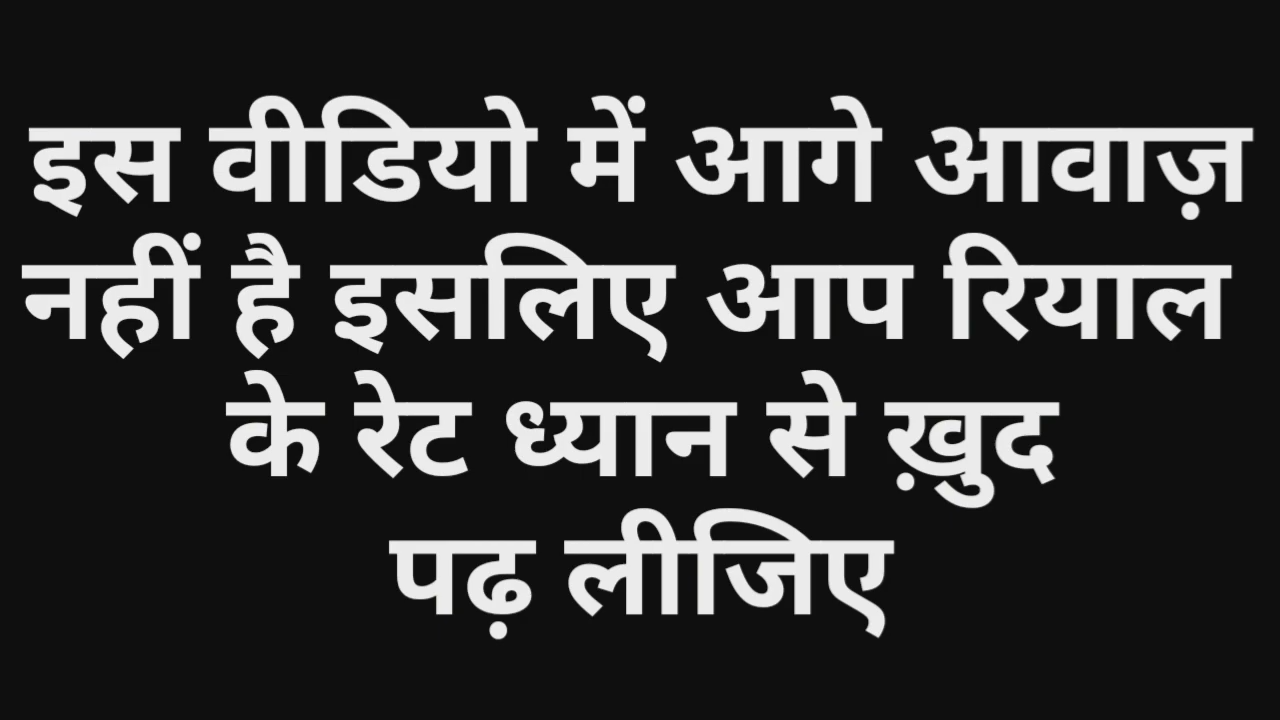 इस वीडियो में आगे आवाज़
नहीं है इसलिए आप रियाल
के रेट ध्यान से ख़ुद
पढ़ लीजिए